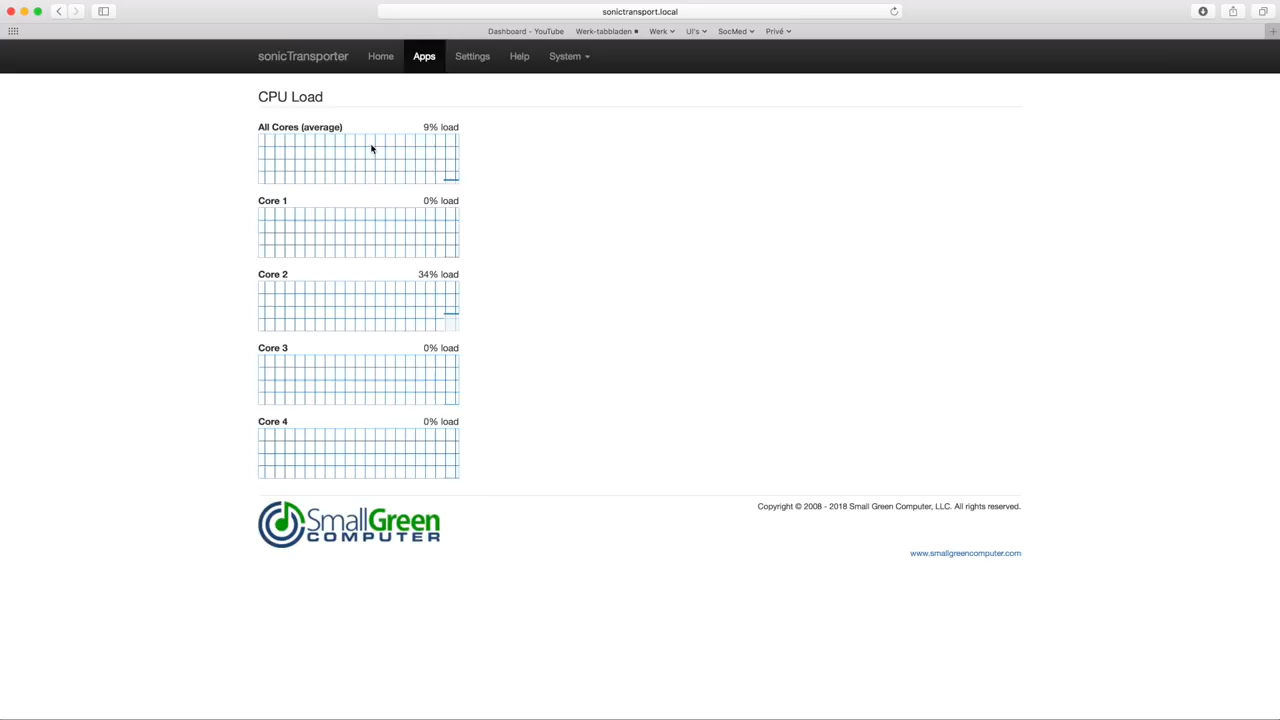 sonictransport.local
Dashboard - YouTube Werk-tabbladen Werk UI's SocMed Privé
sonicTransporter Home Apps Settings Help System
CPU Load
All Cores (average) 9% load
Core 1 0% load
Core 2 34% load
Core 3 0% load
Core 4 0% load
SmallGreen
COMPUTER
Copyright © 2008 - 2018 Small Green Computer, LLC. All rights reserved.
www.smallgreencomputer.com